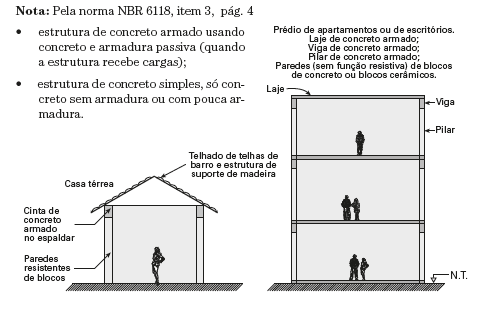 Nota: Pela norma NBR 6118, item 3, pág. 4
• estrutura de concreto armado usando
concreto e armadura passiva (quando
a estrutura recebe cargas);
• estrutura de concreto simples, só con-
creto sem armadura ou com pouca ar-
madura.
Prédio de apartamentos ou de escritórios.
Laje de concreto armado;
Viga de concreto armado;
Pilar de concreto armado;
Paredes (sem função resistiva) de blocos
de concreto ou blocos cerâmicos.
Laje
Viga
Pilar
N.T.
Telhado de telhas de
barro e estrutura de
suporte de madeira
Casa térrea
Cinta de
concreto
armado
no espaldar
Paredes
resistentes
de blocos